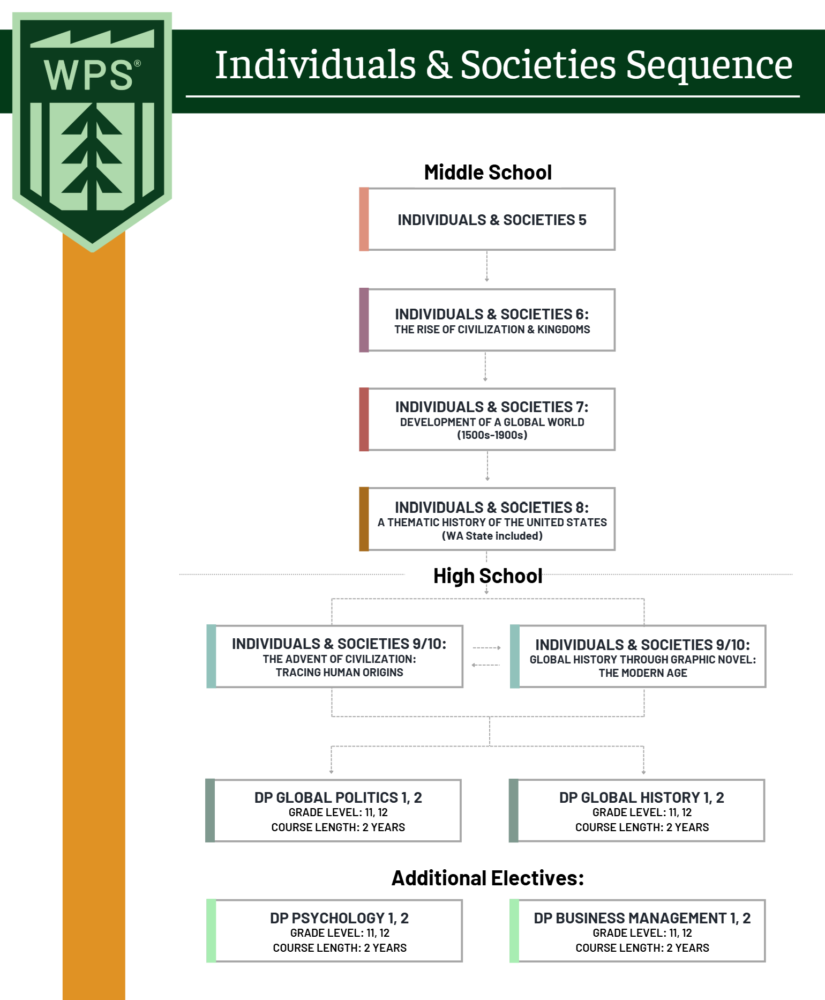 WPS®
Individuals & Societies Sequence
Middle School
INDIVIDUALS & SOCIETIES 5
INDIVIDUALS & SOCIETIES 6:
THE RISE OF CIVILIZATION & KINGDOMS
INDIVIDUALS & SOCIETIES 7:
DEVELOPMENT OF A GLOBAL WORLD
(1500s-1900s)
INDIVIDUALS & SOCIETIES 8:
A THEMATIC HISTORY OF THE UNITED STATES
(WA State included)
High School
INDIVIDUALS & SOCIETIES 9/10:
THE ADVENT OF CIVILIZATION:
TRACING HUMAN ORIGINS
INDIVIDUALS & SOCIETIES 9/10:
GLOBAL HISTORY THROUGH GRAPHIC NOVEL:
THE MODERN AGE
DP GLOBAL POLITICS 1, 2
GRADE LEVEL: 11, 12
COURSE LENGTH: 2 YEARS
DP GLOBAL HISTORY 1, 2
GRADE LEVEL: 11, 12
COURSE LENGTH: 2 YEARS
Additional Electives:
DP PSYCHOLOGY 1, 2
GRADE LEVEL: 11, 12
COURSE LENGTH: 2 YEARS
DP BUSINESS MANAGEMENT 1, 2
GRADE LEVEL: 11, 12
COURSE LENGTH: 2 YEARS